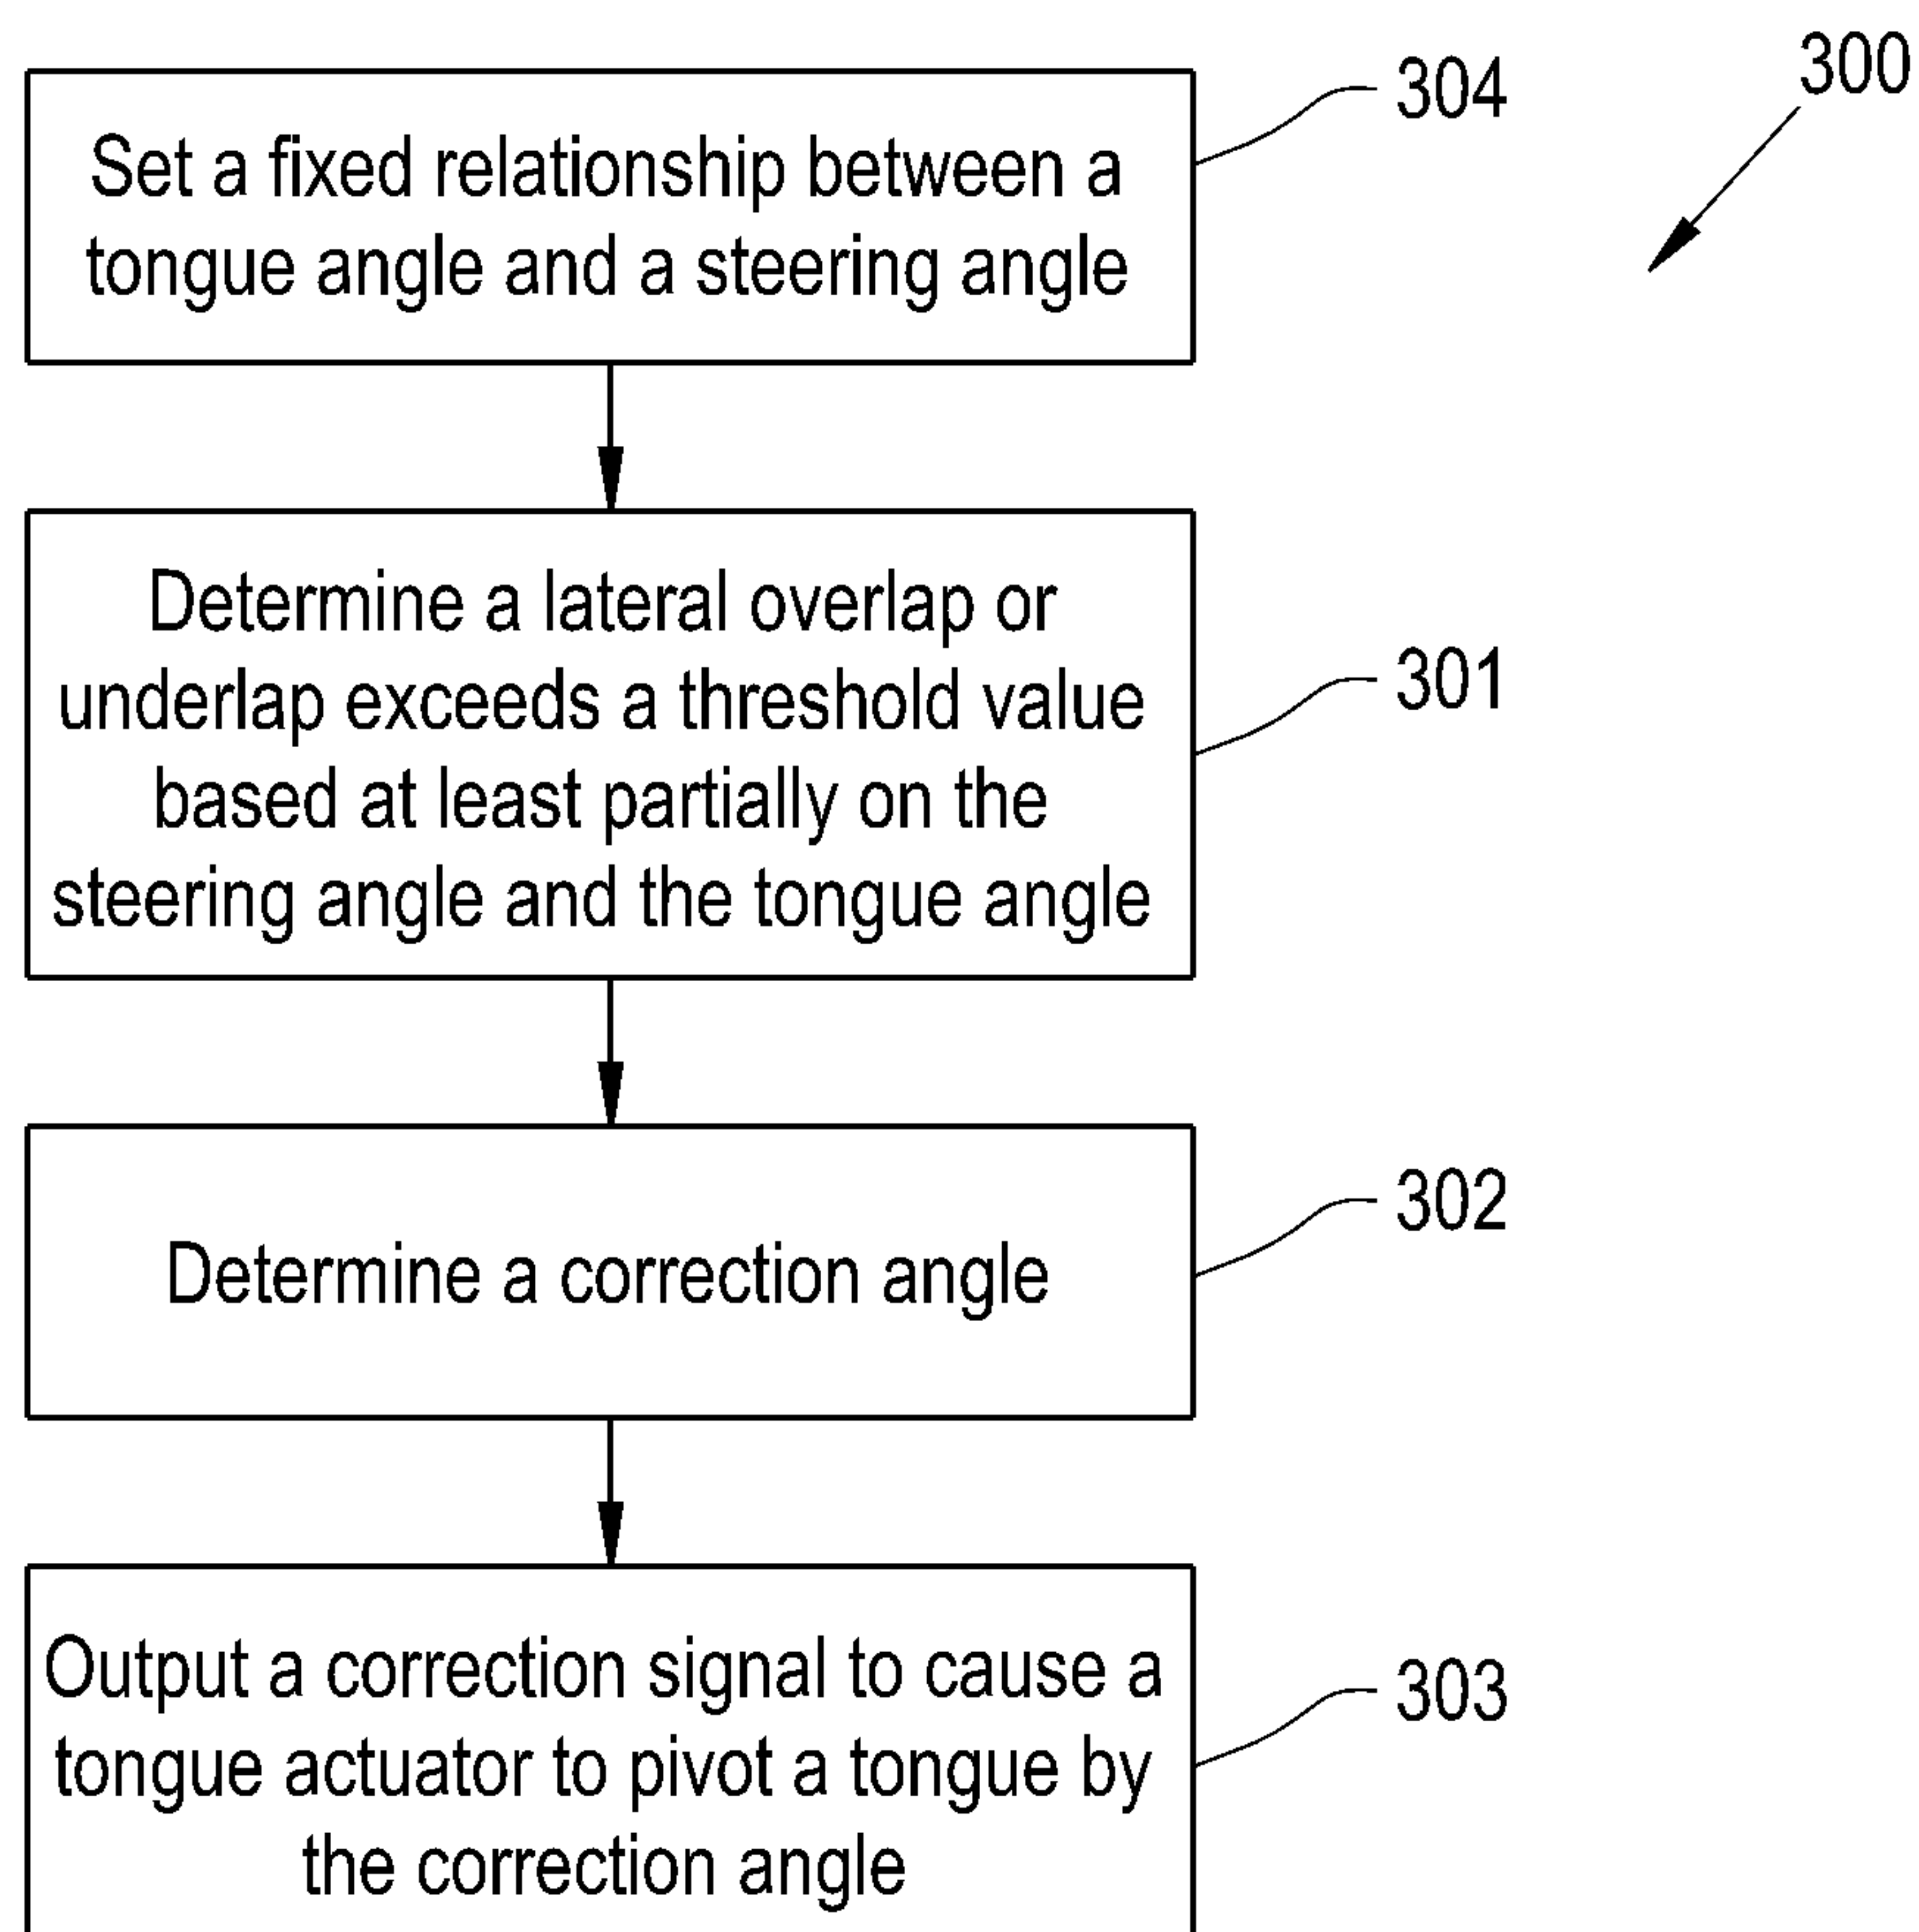 300
304
Set a fixed relationship between a
tongue angle and a steering angle
Determine a lateral overlap or
underlap exceeds a threshold value
based at least partially on the
steering angle and the tongue angle
301
Determine a correction angle
302
Output a correction signal to cause a
tongue actuator to pivot a tongue by
the correction angle
303